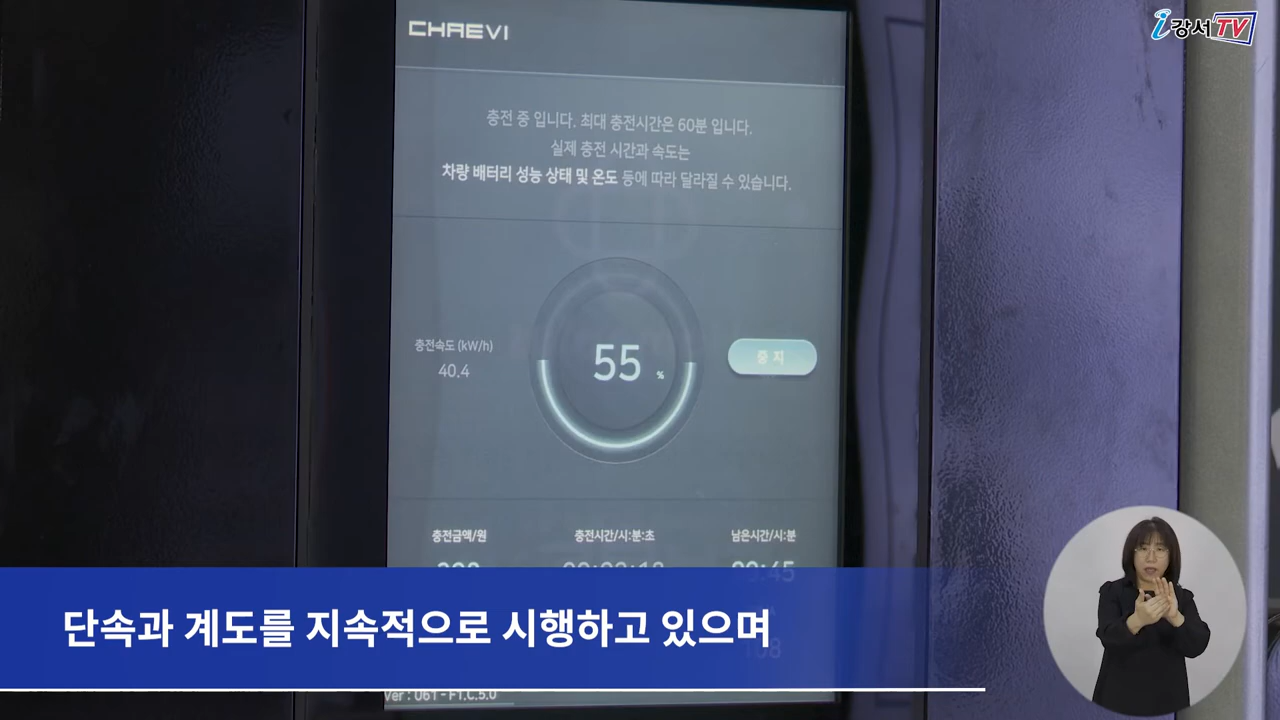 CHAEVI
i강서TV
충전 중 입니다. 최대 충전시간은 60분 입니다.
실제 충전 시간과 속도는
차량 배터리 성능 상태 및 온도 등에 따라 달라질 수 있습니다.
충전속도 (kW/h)
40.4
55 %
중 지
충전금액/원
충전시간/시:분:초
남은시간/시:분
단속과 계도를 지속적으로 시행하고 있으며